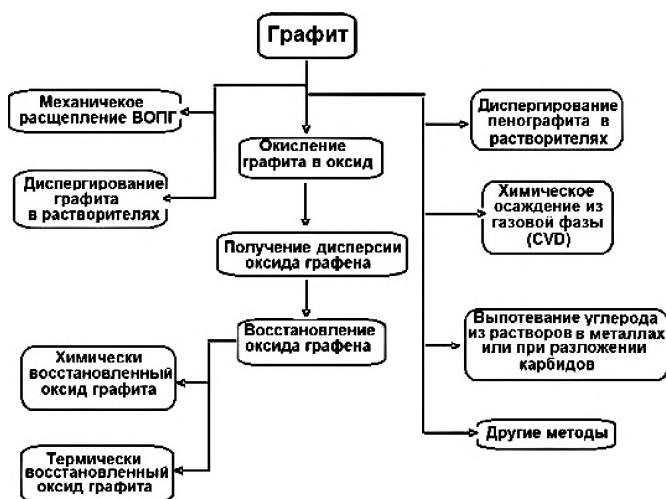 Графит
Механичекое
расщепление ВОПГ
Диспергирование
графита
в растворителях
Окисление
графита в оксид
Получение дисперсии
оксида графена
Восстановление
оксида графена
Химически
восстановленный
оксид графита
Термически
восстановленный
оксид графита
Диспергирование
пенографита в
растворителях
Химическое
осаждение из
газовой фазы
(CVD)
Выпотевание углерода
из растворов в металлах
или при разложении
карбидов
Другие методы